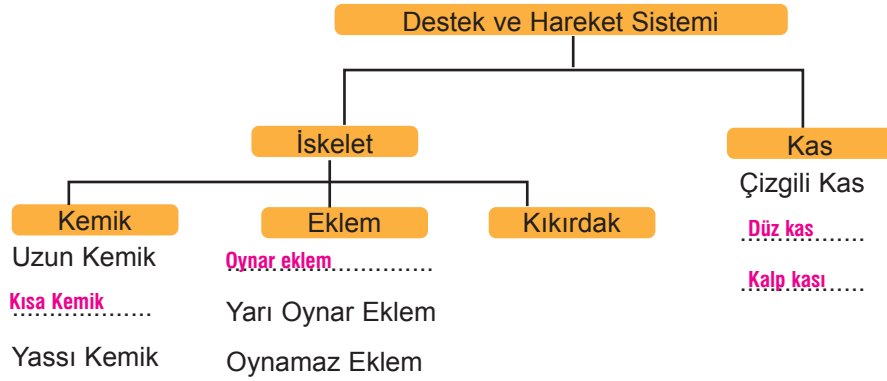 Destek ve Hareket Sistemi
İskelet
Kas
Çizgili Kas
Düz kas
Kalp kası
Kemik
Uzun Kemik
Kısa Kemik
Yassı Kemik
Eklem
Oynar eklem
Yarı Oynar Eklem
Oynamaz Eklem
Kıkırdak